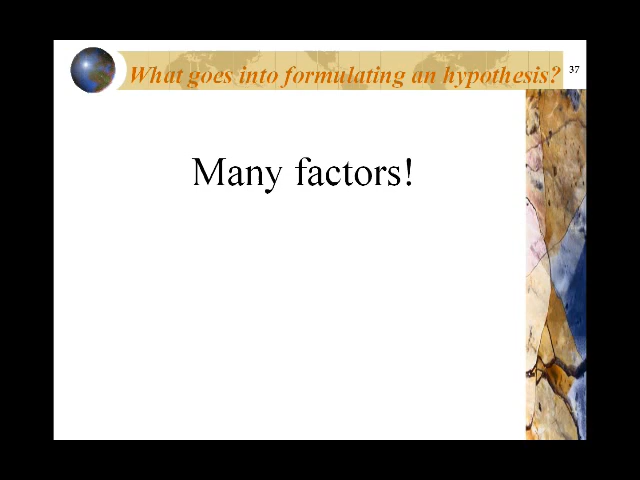 What goes into formulating an hypothesis?
37
Many factors!